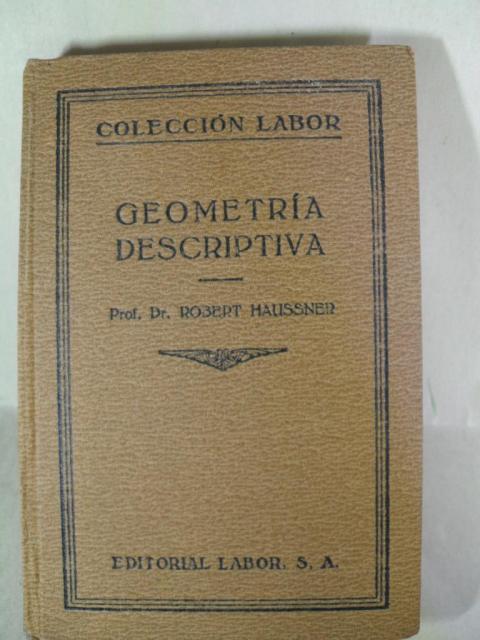 COLECCIÓN LABOR
GEOMETRÍA
DESCRIPTIVA
Prof. Dr. ROBERT HAUSSNER
EDITORIAL LABOR, S. A.